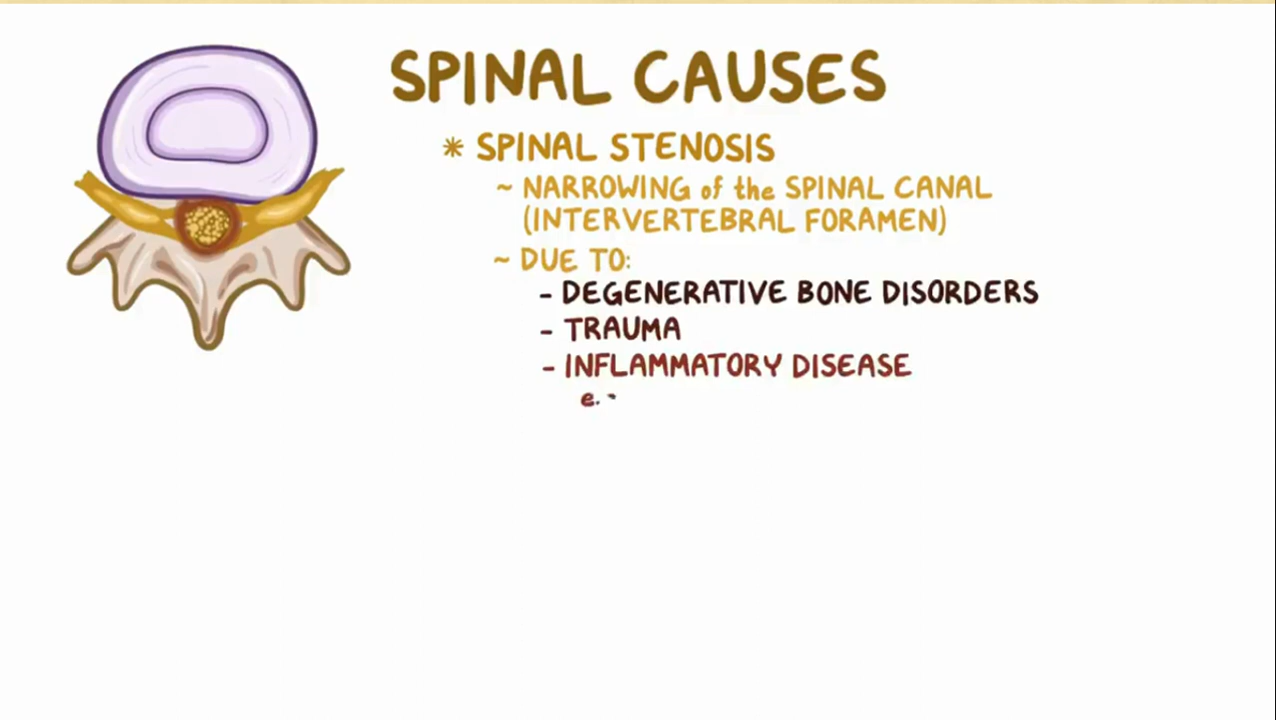 SPINAL CAUSES
* SPINAL STENOSIS
~ NARROWING of the SPINAL CANAL
(INTERVERTEBRAL FORAMEN)
~ DUE TO:
- DEGENERATIVE BONE DISORDERS
- TRAUMA
- INFLAMMATORY DISEASE
e.